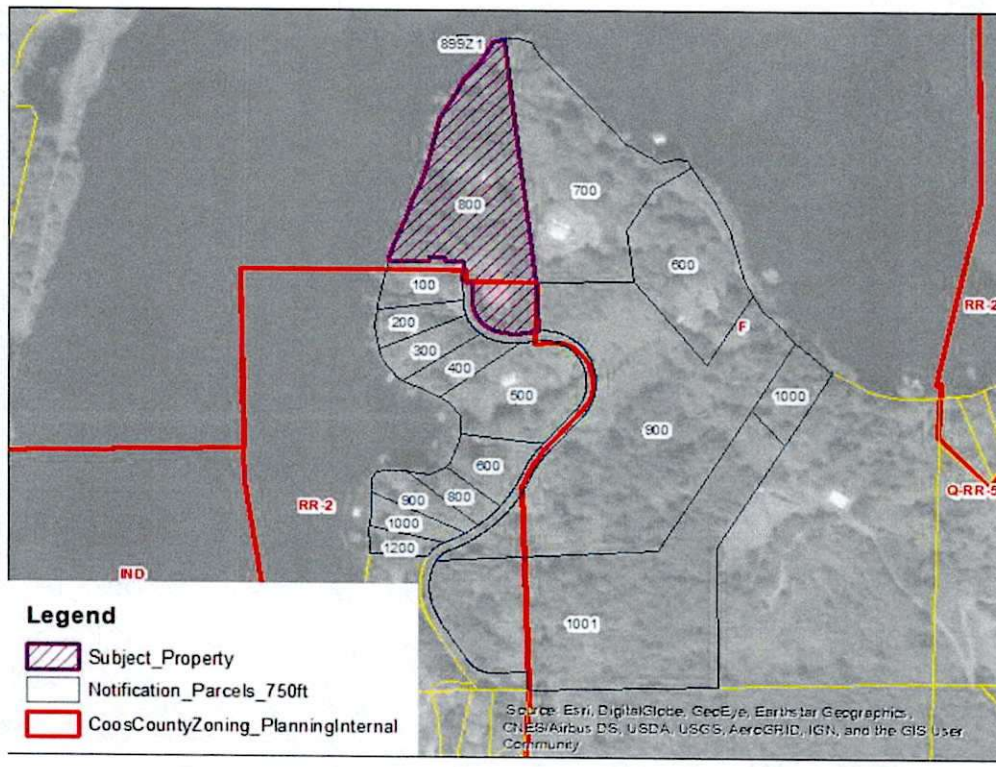 899Z1
700
800
600
RR-2
100
F
200
300
400
500
1000
900
600
Q-RR-5
900
800
RR-2
1000
1200
IND
1001
Legend
Subject_Property
Notification_Parcels_750ft
CoosCountyZoning_PlanningInternal
Source: Esri, DigitalGlobe, GeoEye, Earthstar Geographics,
CNES/Airbus DS, USDA, USGS, AeroGRID, IGN, and the GIS User
Community